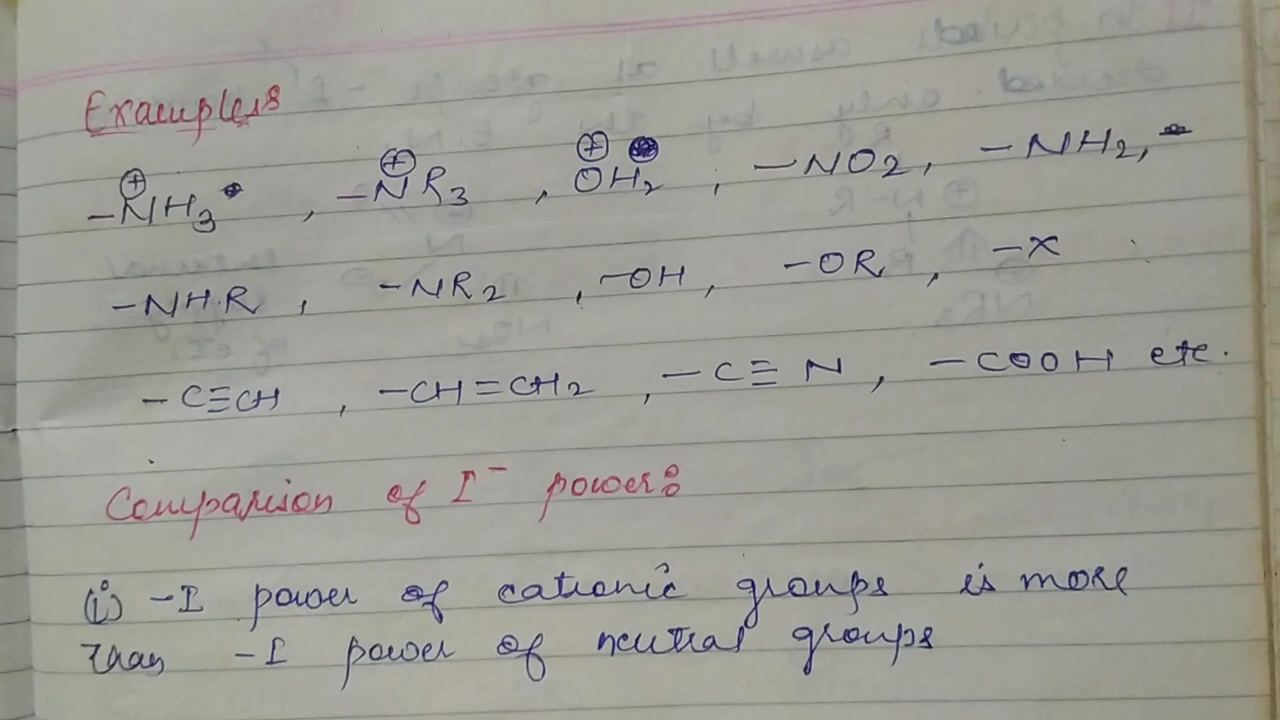 Examples
-N⊕H3 , -N⊕R3 , O⊕H2 , -NO2, -NH2,
-NHR , -NR2 , -OH, -OR , -X
-C≡CH , -CH=CH2 , -C≡N , -COOH etc.
Comparision of I⁻ power:
(i) -I power of cationic groups is more
than -I power of neutral groups